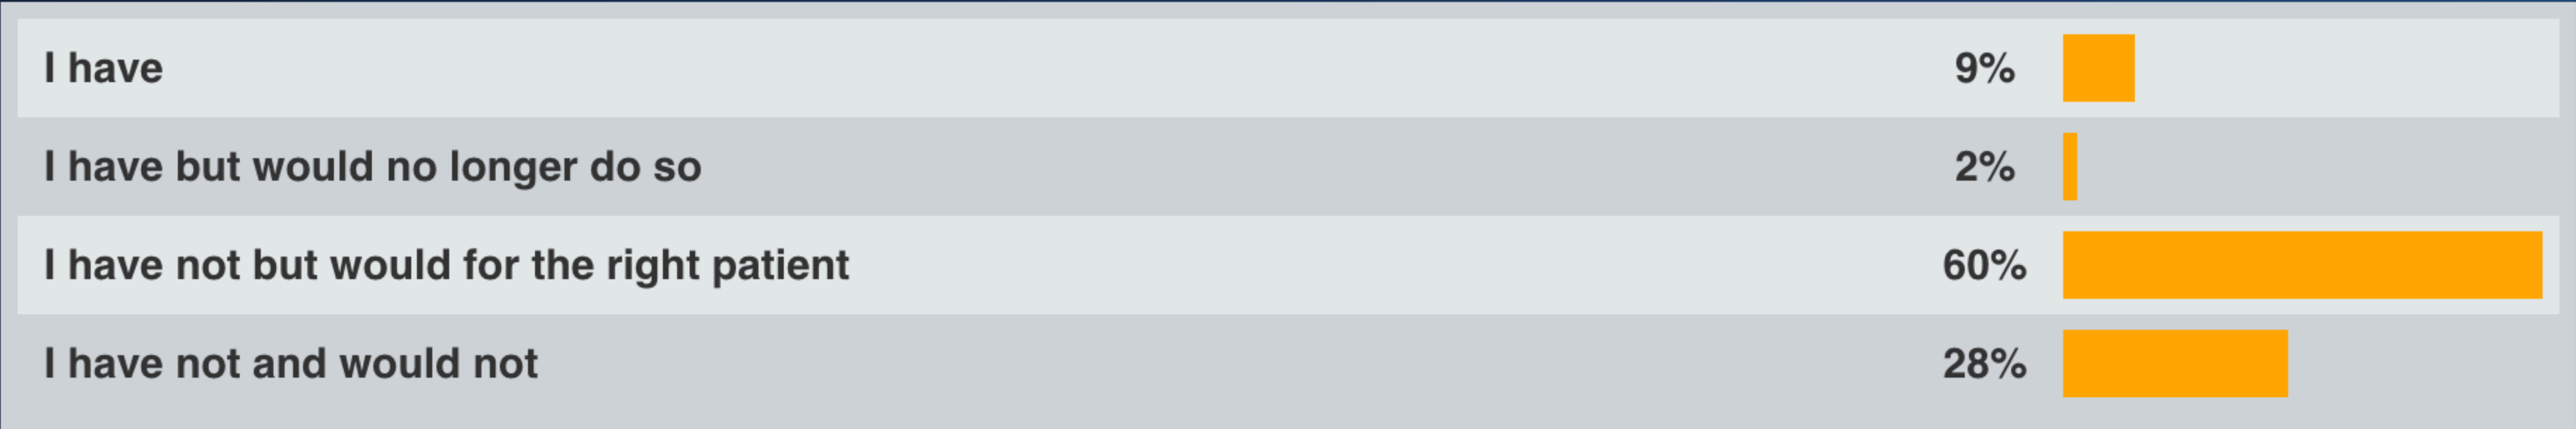 I have 9%
I have but would no longer do so 2%
I have not but would for the right patient 60%
I have not and would not 28%